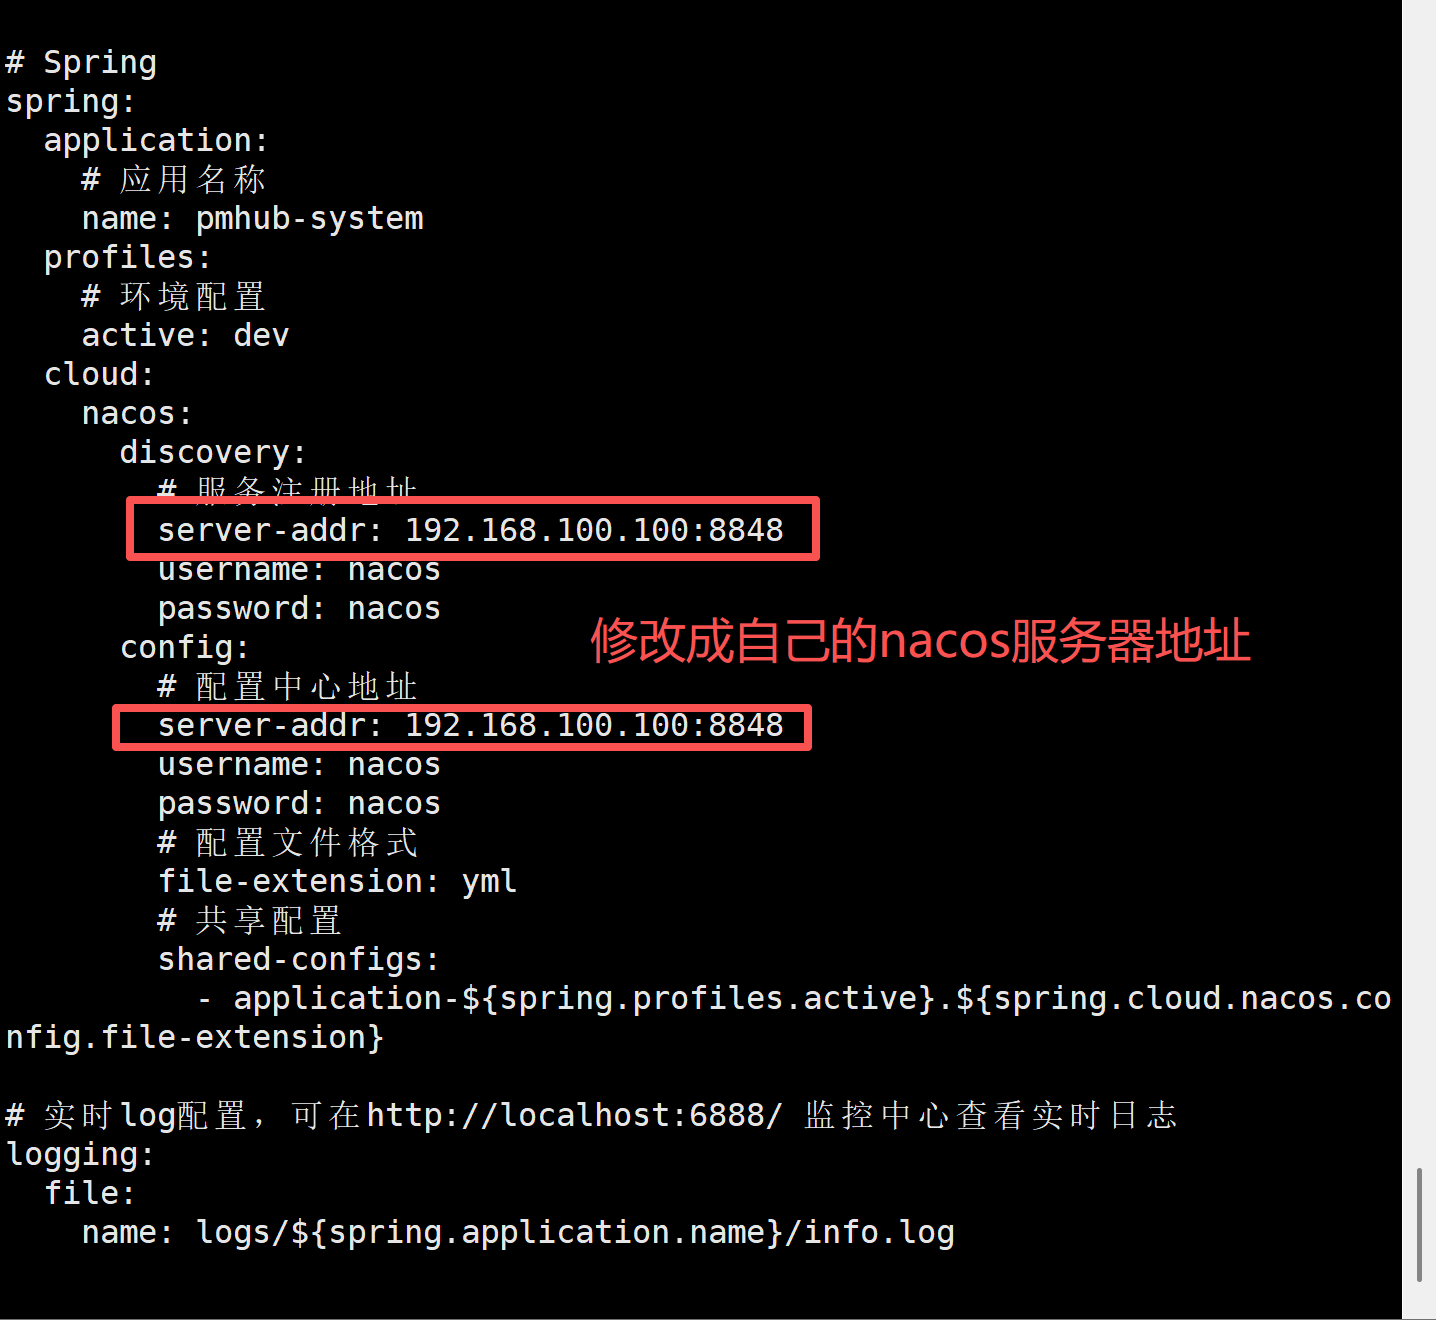 # Spring
spring:
  application:
    # 应用名称
    name: pmhub-system
  profiles:
    # 环境配置
    active: dev
  cloud:
    nacos:
      discovery:
        # 服务注册地址
        server-addr: 192.168.100.100:8848
        username: nacos
        password: nacos
      config:
修改成自己的nacos服务器地址
        # 配置中心地址
        server-addr: 192.168.100.100:8848
        username: nacos
        password: nacos
        # 配置文件格式
        file-extension: yml
        # 共享配置
        shared-configs:
          - application-${spring.profiles.active}.${spring.cloud.nacos.co
nfig.file-extension}
# 实时log配置，可在http://localhost:6888/ 监控中心查看实时日志
logging:
  file:
    name: logs/${spring.application.name}/info.log